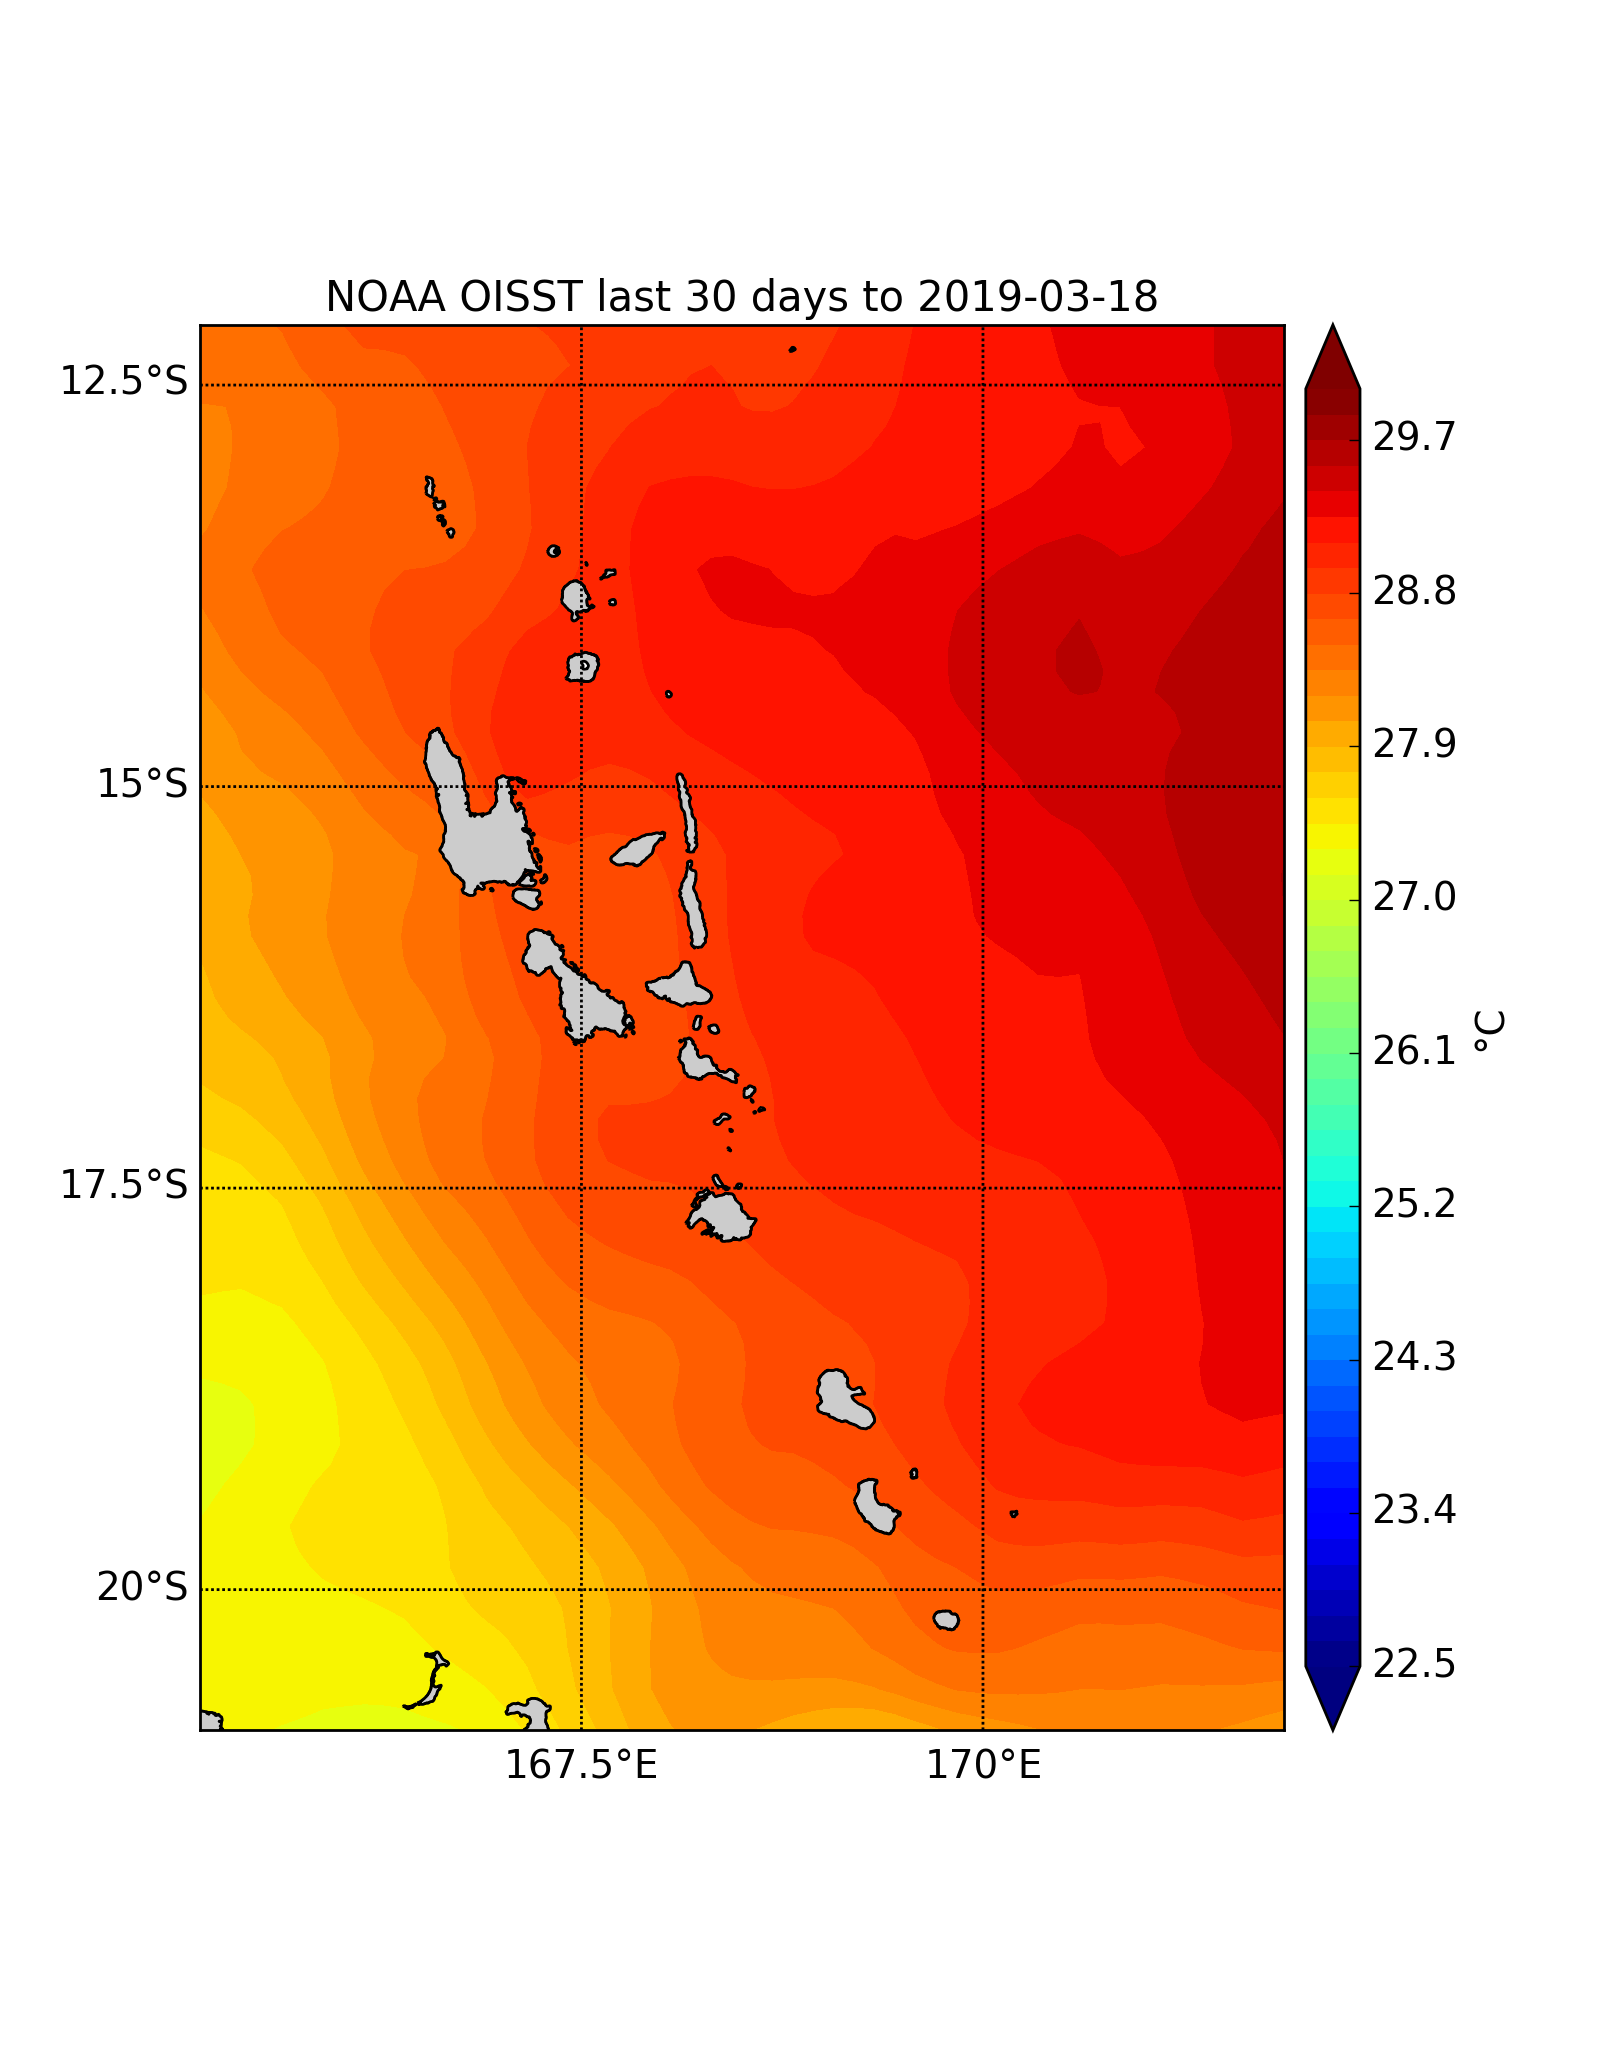 NOAA OISST last 30 days to 2019-03-18
12.5°S
15°S
17.5°S
20°S
167.5°E
170°E
29.7
28.8
27.9
27.0
26.1
25.2
24.3
23.4
22.5
°C